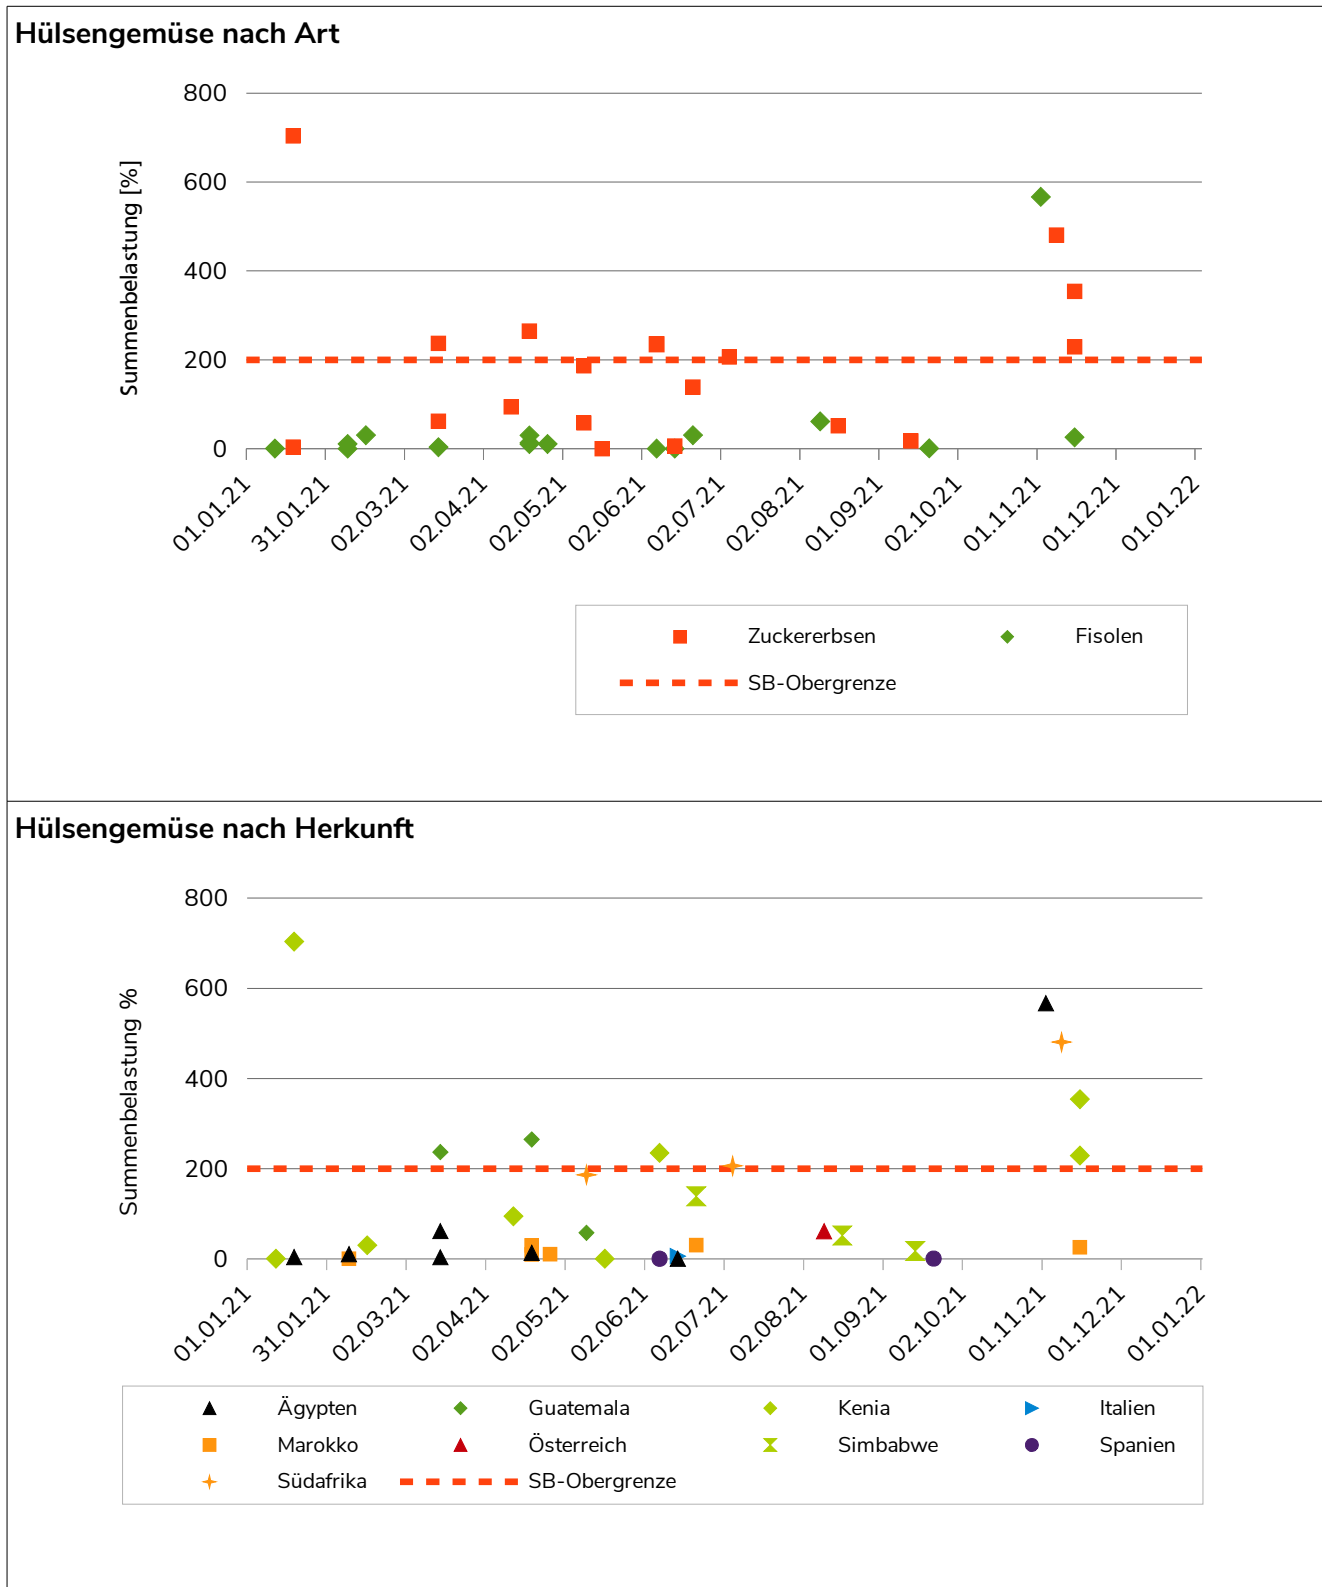 Hülsengemüse nach Art
800
600
400
200
0
Summenbelastung [%]
01.01.21
31.01.21
02.03.21
02.04.21
02.05.21
02.06.21
02.07.21
02.08.21
01.09.21
02.10.21
01.11.21
01.12.21
01.01.22
Zuckererbsen
Fisolen
SB-Obergrenze
Hülsengemüse nach Herkunft
800
600
400
200
0
Summenbelastung %
01.01.21
31.01.21
02.03.21
02.04.21
02.05.21
02.06.21
02.07.21
02.08.21
01.09.21
02.10.21
01.11.21
01.12.21
01.01.22
Ägypten
Guatemala
Kenia
Italien
Marokko
Österreich
Simbabwe
Spanien
Südafrika
SB-Obergrenze